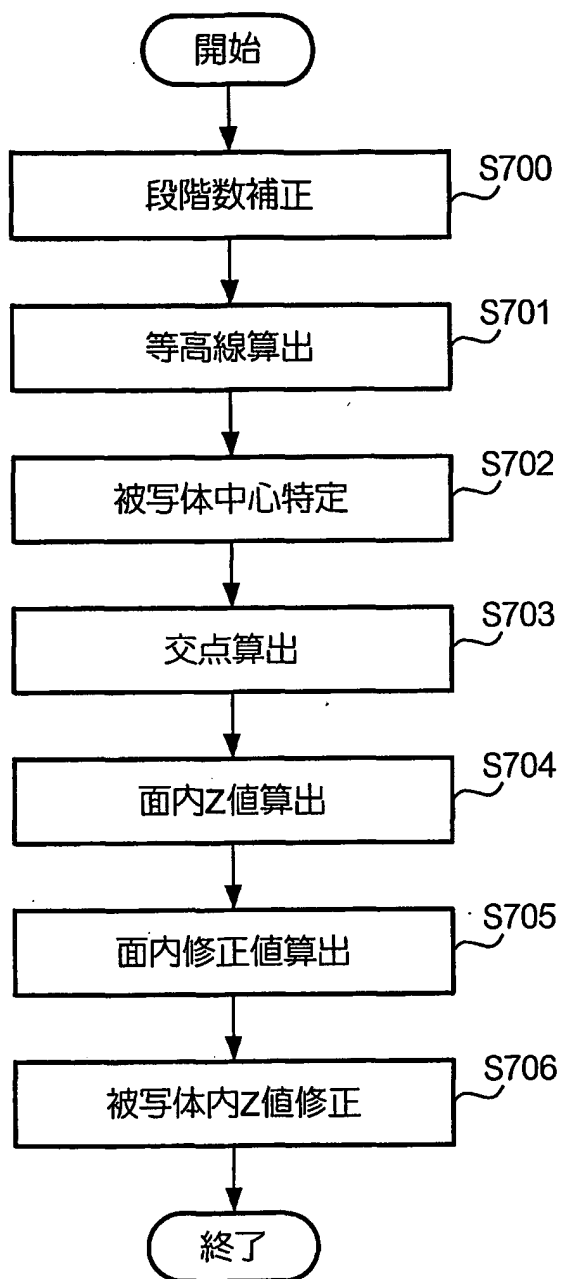 開始
段階数補正
S700
等高線算出
S701
被写体中心特定
S702
交点算出
S703
面内Z値算出
S704
面内修正値算出
S705
被写体内Z値修正
S706
終了